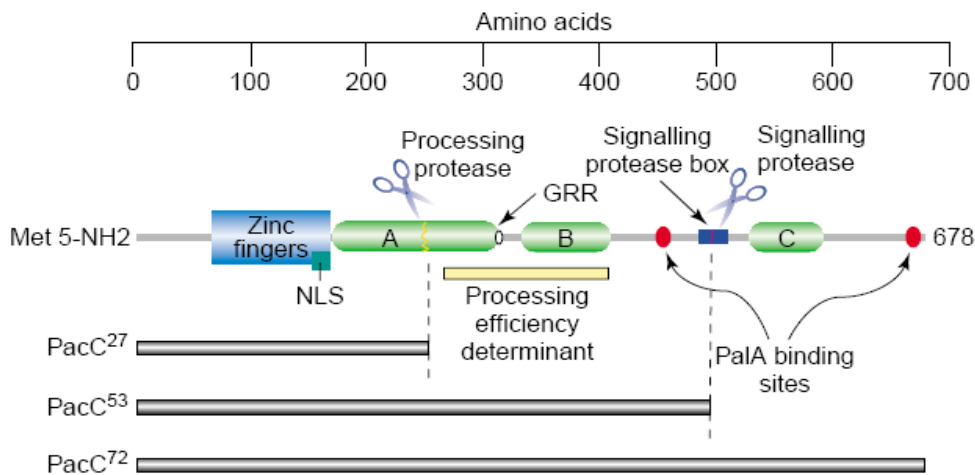 Amino acids
0 100 200 300 400 500 600 700
Processing
protease
Signalling
protease box
Signalling
protease
GRR
Met 5-NH2
Zinc
fingers
A
B
C
678
NLS
Processing
efficiency
determinant
PalA binding
sites
PacC27
PacC53
PacC72